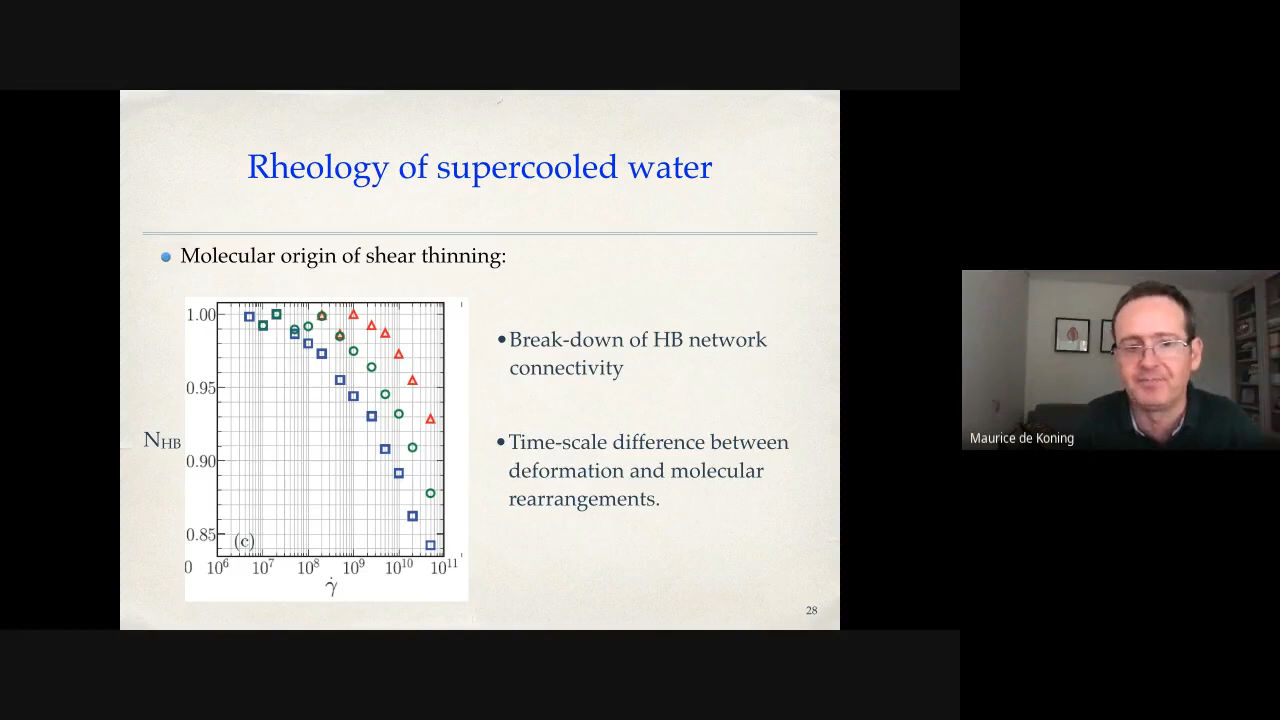 Rheology of supercooled water
Molecular origin of shear thinning:
1.00
0.95
0.90
0.85
N_HB
(c)
0 10^6 10^7 10^8 10^9 10^10 10^11
γ̇
•Break-down of HB network
connectivity
•Time-scale difference between
deformation and molecular
rearrangements.
28
Maurice de Koning